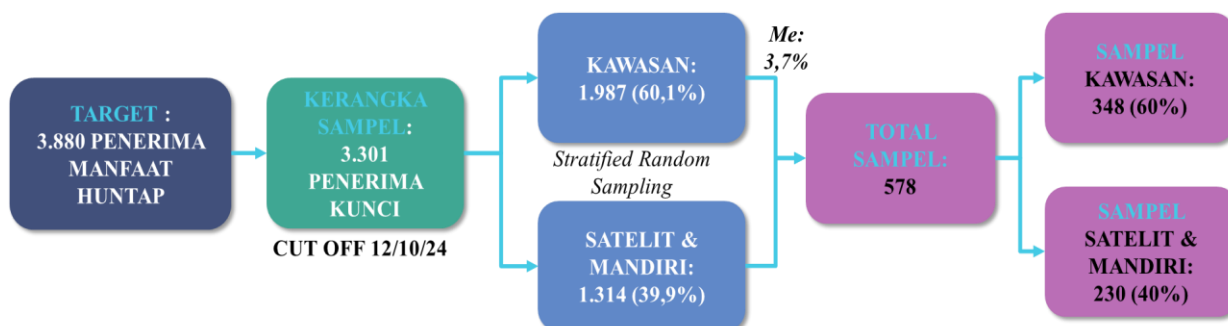 TARGET :
3.880 PENERIMA
MANFAAT
HUNTAP
KERANGKA
SAMPEL:
3.301
PENERIMA
KUNCI
CUT OFF 12/10/24
KAWASAN:
1.987 (60,1%)
Stratified Random
Sampling
SATELIT &
MANDIRI:
1.314 (39,9%)
Me:
3,7%
TOTAL
SAMPEL:
578
SAMPEL
KAWASAN:
348 (60%)
SAMPEL
SATELIT &
MANDIRI:
230 (40%)